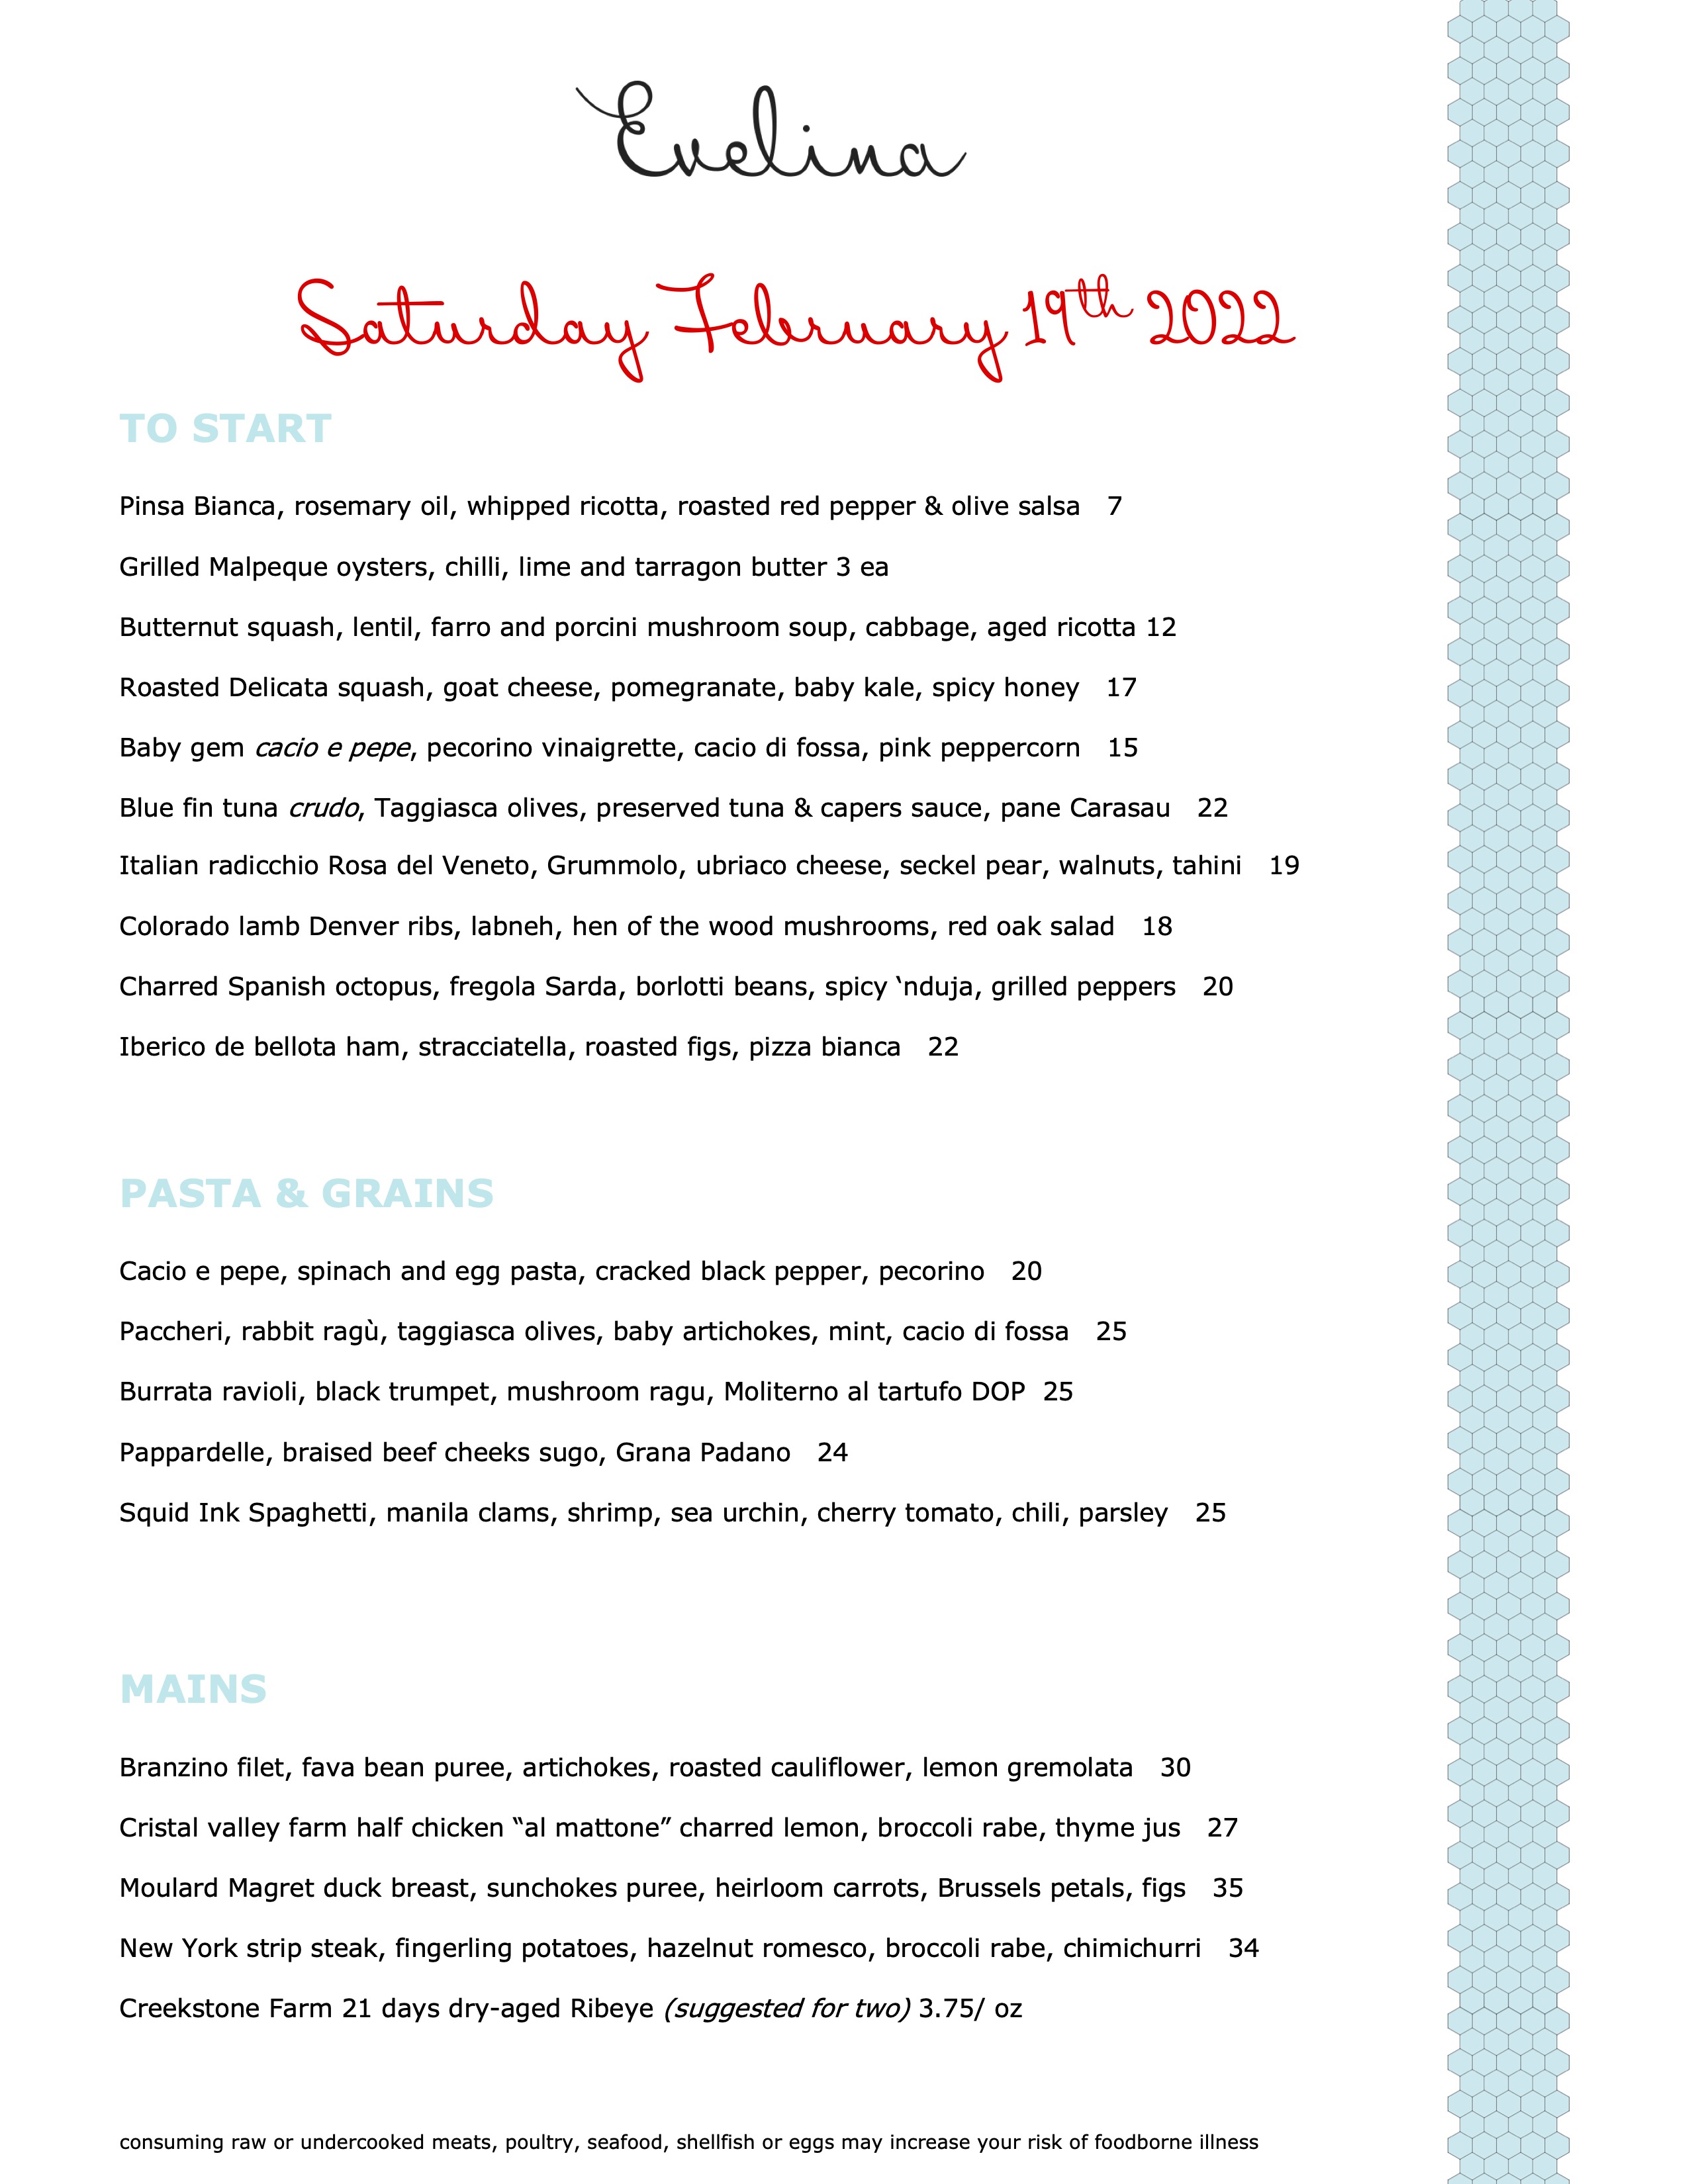 Evelina
Saturday February 19th 2022
TO START
Pinsa Bianca, rosemary oil, whipped ricotta, roasted red pepper & olive salsa 7
Grilled Malpeque oysters, chilli, lime and tarragon butter 3 ea
Butternut squash, lentil, farro and porcini mushroom soup, cabbage, aged ricotta 12
Roasted Delicata squash, goat cheese, pomegranate, baby kale, spicy honey 17
Baby gem cacio e pepe, pecorino vinaigrette, cacio di fossa, pink peppercorn 15
Blue fin tuna crudo, Taggiasca olives, preserved tuna & capers sauce, pane Carasau 22
Italian radicchio Rosa del Veneto, Grummolo, ubriaco cheese, seckel pear, walnuts, tahini 19
Colorado lamb Denver ribs, labneh, hen of the wood mushrooms, red oak salad 18
Charred Spanish octopus, fregola Sarda, borlotti beans, spicy ‘nduja, grilled peppers 20
Iberico de bellota ham, stracciatella, roasted figs, pizza bianca 22
PASTA & GRAINS
Cacio e pepe, spinach and egg pasta, cracked black pepper, pecorino 20
Paccheri, rabbit ragù, taggiasca olives, baby artichokes, mint, cacio di fossa 25
Burrata ravioli, black trumpet, mushroom ragu, Moliterno al tartufo DOP 25
Pappardelle, braised beef cheeks sugo, Grana Padano 24
Squid Ink Spaghetti, manila clams, shrimp, sea urchin, cherry tomato, chili, parsley 25
MAINS
Branzino filet, fava bean puree, artichokes, roasted cauliflower, lemon gremolata 30
Cristal valley farm half chicken “al mattone” charred lemon, broccoli rabe, thyme jus 27
Moulard Magret duck breast, sunchokes puree, heirloom carrots, Brussels petals, figs 35
New York strip steak, fingerling potatoes, hazelnut romesco, broccoli rabe, chimichurri 34
Creekstone Farm 21 days dry-aged Ribeye (suggested for two) 3.75/ oz
consuming raw or undercooked meats, poultry, seafood, shellfish or eggs may increase your risk of foodborne illness